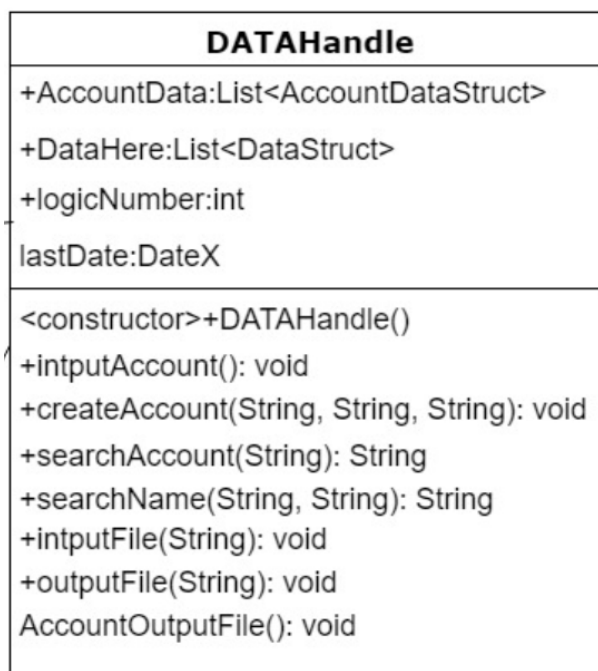 DATAHandle
+AccountData:List<AccountDataStruct>
+DataHere:List<DataStruct>
+logicNumber:int
lastDate:DateX
<constructor>+DATAHandle()
+intputAccount(): void
+createAccount(String, String, String): void
+searchAccount(String): String
+searchName(String, String): String
+intputFile(String): void
+outputFile(String): void
AccountOutputFile(): void